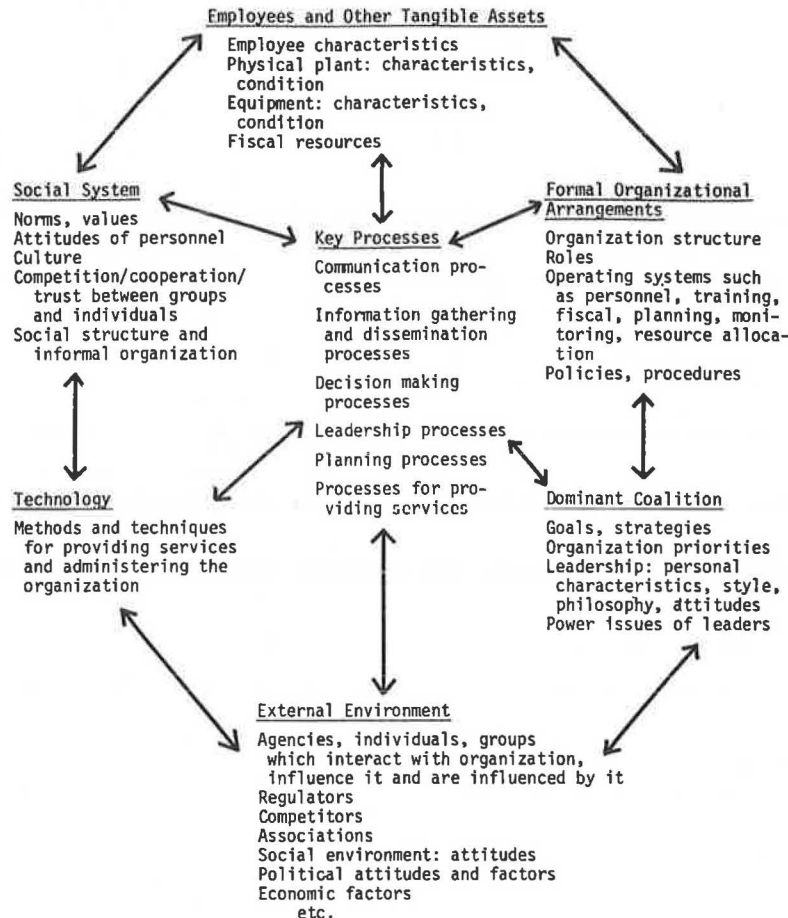 Employees and Other Tangible Assets
Employee characteristics
Physical plant: characteristics,
condition
Equipment: characteristics,
condition
Fiscal resources
Social System
Norms, values
Attitudes of personnel
Culture
Competition/cooperation/
trust between groups
and individuals
Social structure and
informal organization
Key Processes
Communication pro-
cesses
Information gathering
and dissemination
processes
Decision making
processes
Leadership processes
Planning processes
Processes for pro-
viding services
Formal Organizational
Arrangements
Organization structure
Roles
Operating systems such
as personnel, training,
fiscal, planning, moni-
toring, resource alloca-
tion
Policies, procedures
Technology
Methods and techniques
for providing services
and administering the
organization
Dominant Coalition
Goals, strategies
Organization priorities
Leadership: personal
characteristics, style,
philosophy, attitudes
Power issues of leaders
External Environment
Agencies, individuals, groups
which interact with organization,
influence it and are influenced by it
Regulators
Competitors
Associations
Social environment: attitudes
Political attitudes and factors
Economic factors
etc.